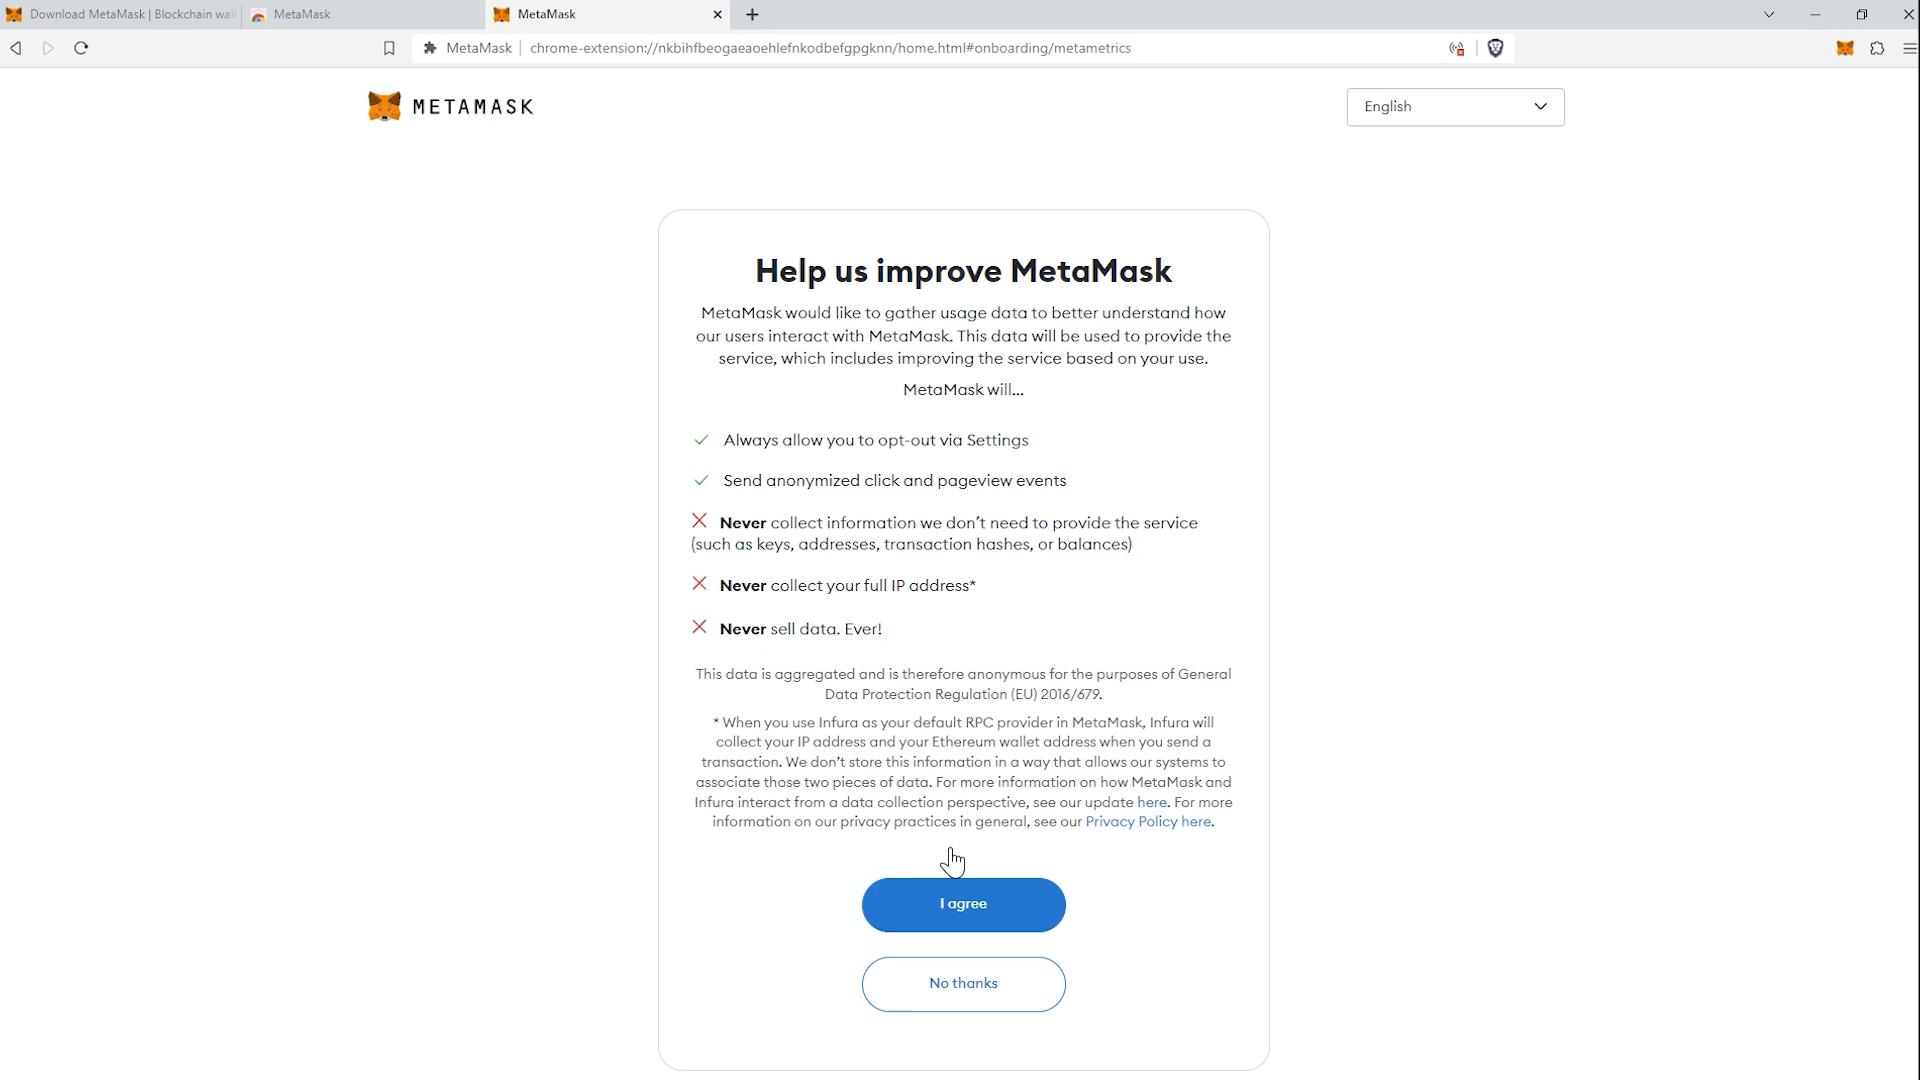 Download MetaMask | Blockchain wal
MetaMask
MetaMask
MetaMask
chrome-extension://nkbihfbeogaeaoehlefnkodbefgpgknn/home.html#onboarding/metametrics
METAMASK
English
Help us improve MetaMask
MetaMask would like to gather usage data to better understand how
our users interact with MetaMask. This data will be used to provide the
service, which includes improving the service based on your use.
MetaMask will...
Always allow you to opt-out via Settings
Send anonymized click and pageview events
Never collect information we don't need to provide the service
(such as keys, addresses, transaction hashes, or balances)
Never collect your full IP address*
Never sell data. Ever!
This data is aggregated and is therefore anonymous for the purposes of General
Data Protection Regulation (EU) 2016/679.
* When you use Infura as your default RPC provider in MetaMask, Infura will
collect your IP address and your Ethereum wallet address when you send a
transaction. We don't store this information in a way that allows our systems to
associate those two pieces of data. For more information on how MetaMask and
Infura interact from a data collection perspective, see our update here. For more
information on our privacy practices in general, see our Privacy Policy here.
I agree
No thanks